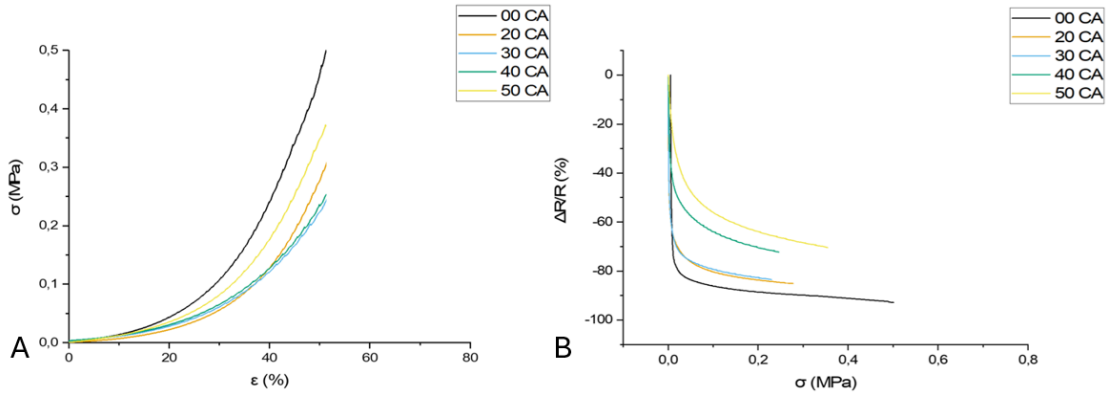 00 CA
20 CA
30 CA
40 CA
50 CA
0,5
0,4
0,3
0,2
0,1
0,0
σ (MPa)
0
20
40
60
80
ε (%)
A
00 CA
20 CA
30 CA
40 CA
50 CA
0
-20
-40
-60
-80
-100
ΔR/R (%)
0,0
0,2
0,4
0,6
0,8
σ (MPa)
B